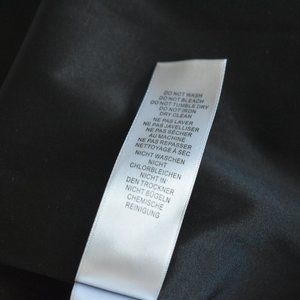 DO NOT WASH
DO NOT BLEACH
DO NOT TUMBLE DRY
DO NOT IRON
DRY CLEAN
NE PAS LAVER
NE PAS JAVELLISER
NE PAS SÉCHER
AU MACHINE
NE PAS REPASSER
NETTOYAGE À SEC
NICHT WASCHEN
NICHT
CHLORBLEICHEN
NICHT IN
DEN TROCKNER
NICHT BÜGELN
CHEMISCHE
REINIGUNG